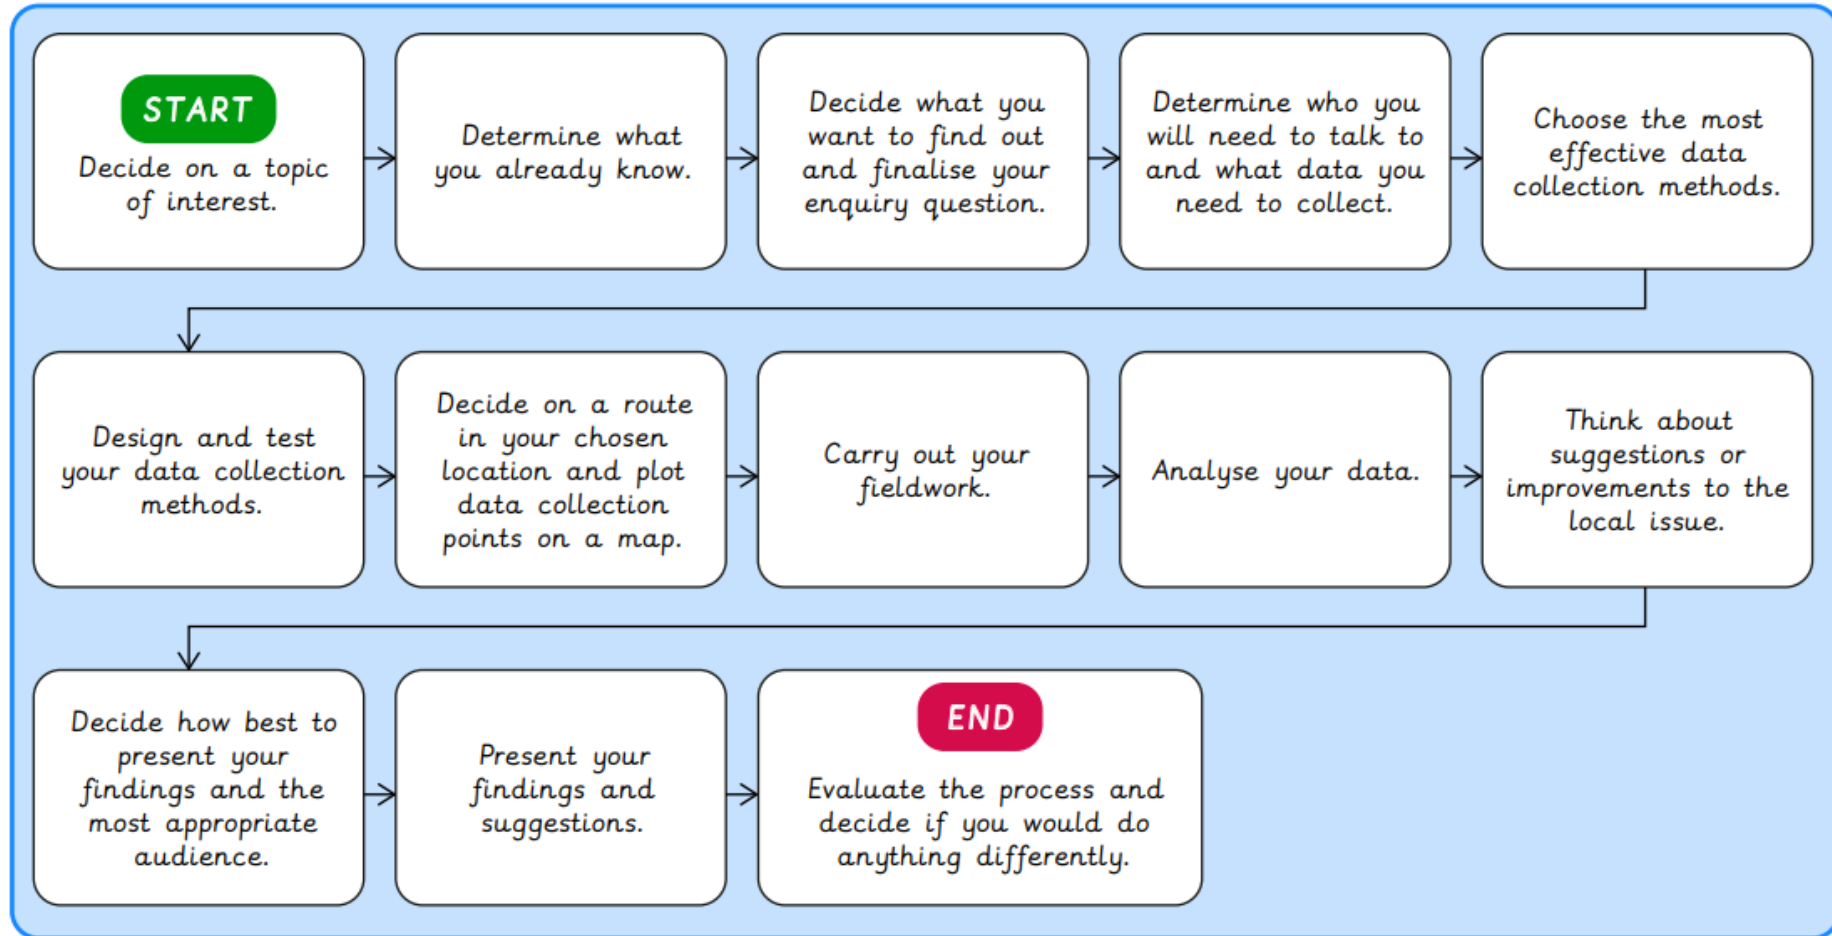 START
Decide on a topic
of interest.
Determine what
you already know.
Decide what you
want to find out
and finalise your
enquiry question.
Determine who you
will need to talk to
and what data you
need to collect.
Choose the most
effective data
collection methods.
Design and test
your data collection
methods.
Decide on a route
in your chosen
location and plot
data collection
points on a map.
Carry out your
fieldwork.
Analyse your data.
Think about
suggestions or
improvements to the
local issue.
Decide how best to
present your
findings and the
most appropriate
audience.
Present your
findings and
suggestions.
END
Evaluate the process and
decide if you would do
anything differently.